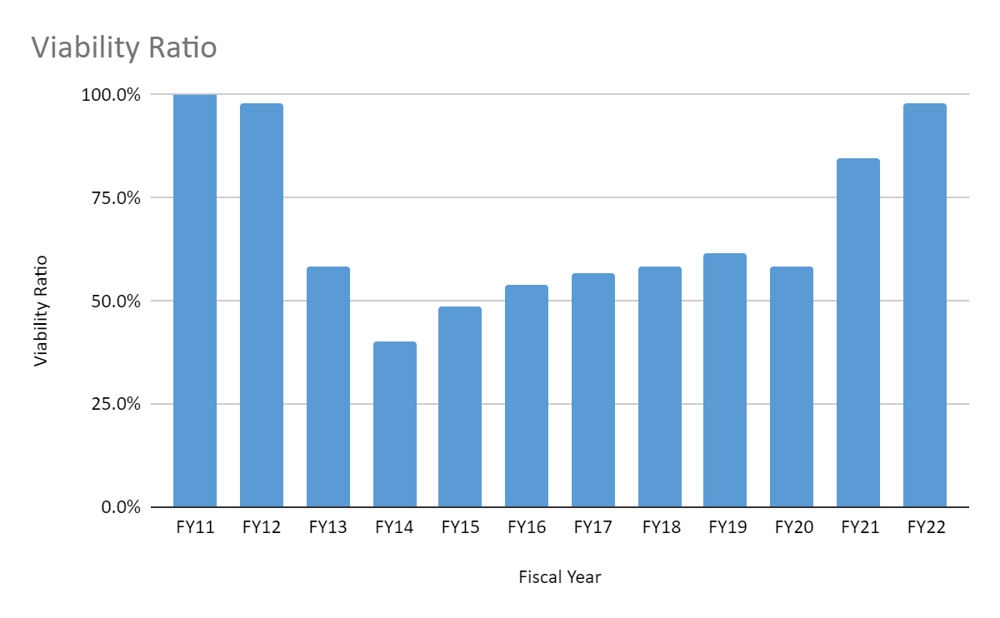 Viability Ratio
100.0%
75.0%
50.0%
25.0%
0.0%
Viability Ratio
FY11 FY12 FY13 FY14 FY15 FY16 FY17 FY18 FY19 FY20 FY21 FY22
Fiscal Year